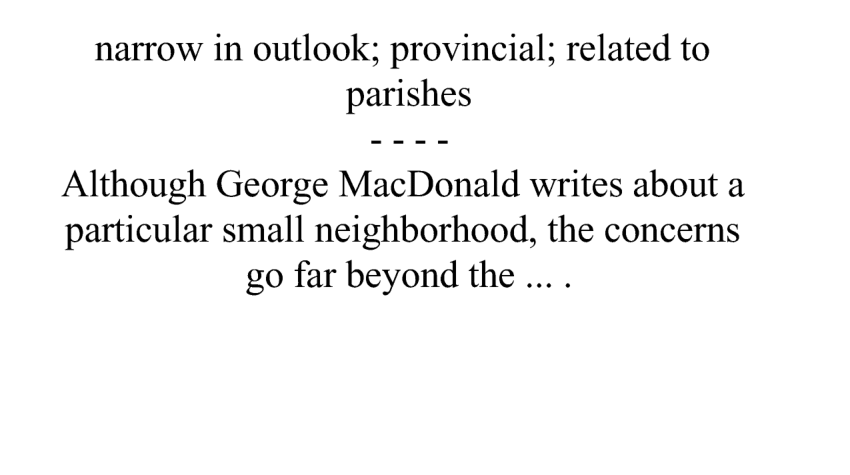 narrow in outlook; provincial; related to
parishes
- - - -
Although George MacDonald writes about a
particular small neighborhood, the concerns
go far beyond the ... .